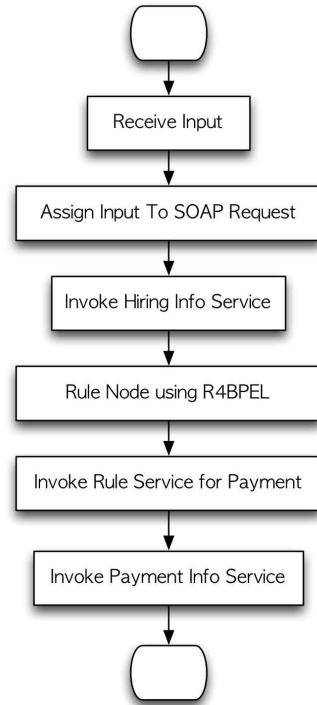 Receive Input
Assign Input To SOAP Request
Invoke Hiring Info Service
Rule Node using R4BPEL
Invoke Rule Service for Payment
Invoke Payment Info Service